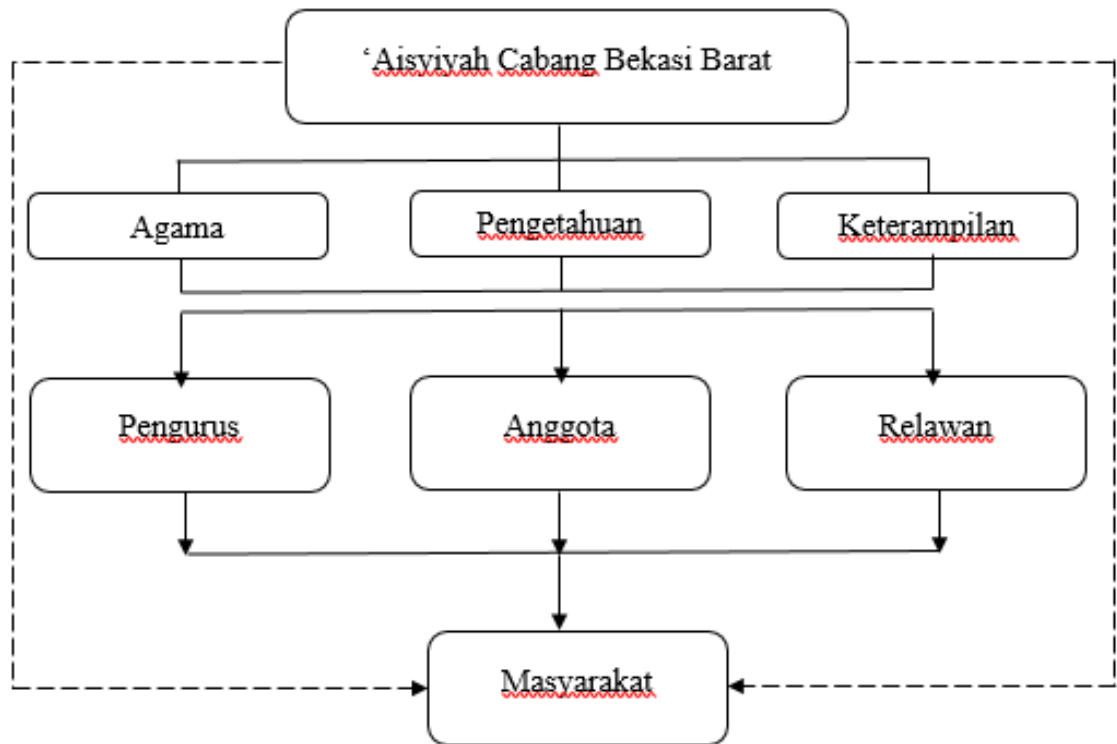 ‘Aisyiyah Cabang Bekasi Barat
Agama
Pengetahuan
Keterampilan
Pengurus
Anggota
Relawan
Masyarakat